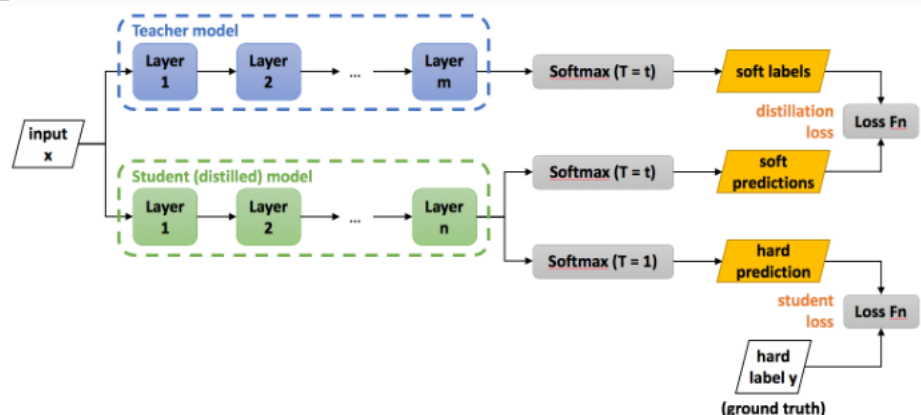 Teacher model
Layer
1
Layer
2
...
Layer
m
Softmax (T = t)
soft labels
distillation
loss
Loss Fn
input
x
Student (distilled) model
Layer
1
Layer
2
...
Layer
n
Softmax (T = t)
soft
predictions
Softmax (T = 1)
hard
prediction
student
loss
Loss Fn
hard
label y
(ground truth)